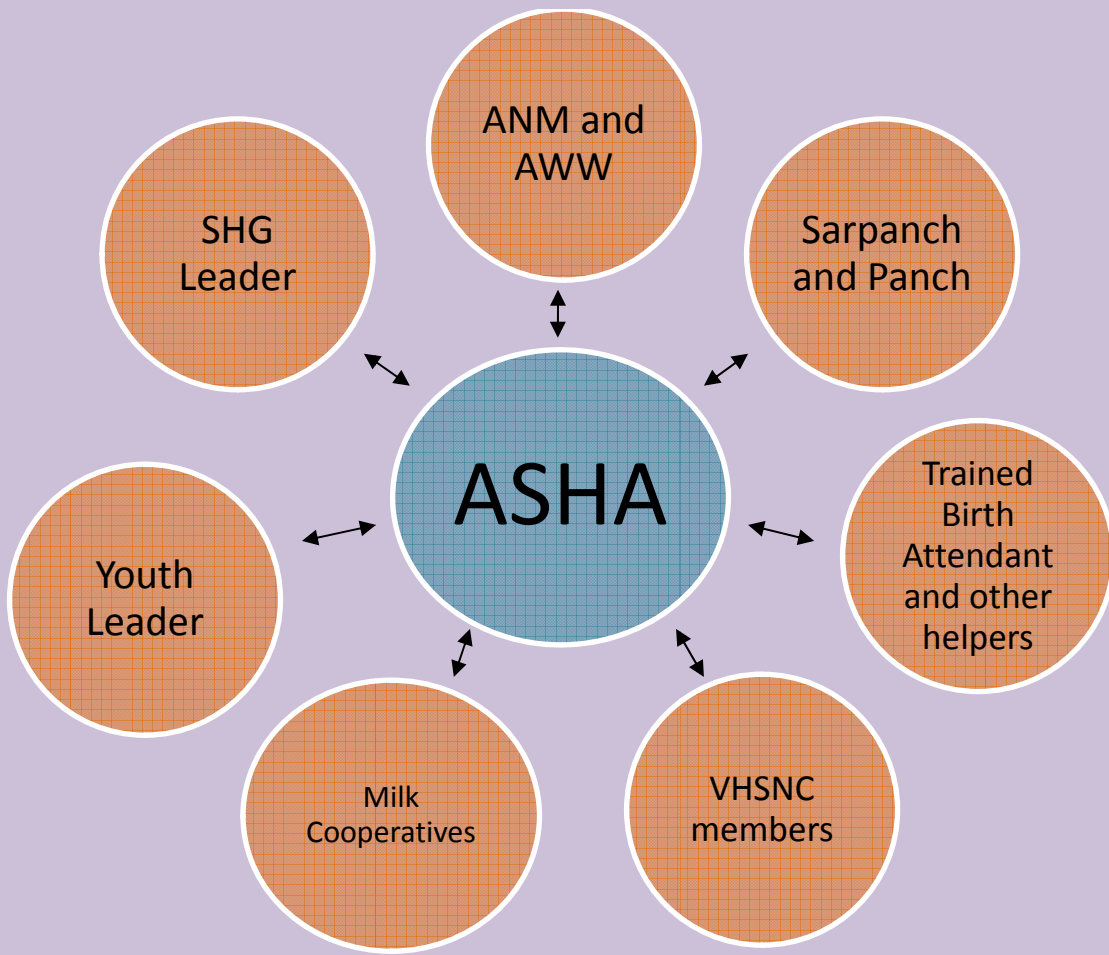 ANM and
AWW
SHG
Leader
Sarpanch
and Panch
ASHA
Trained
Birth
Attendant
and other
helpers
Youth
Leader
Milk
Cooperatives
VHSNC
members